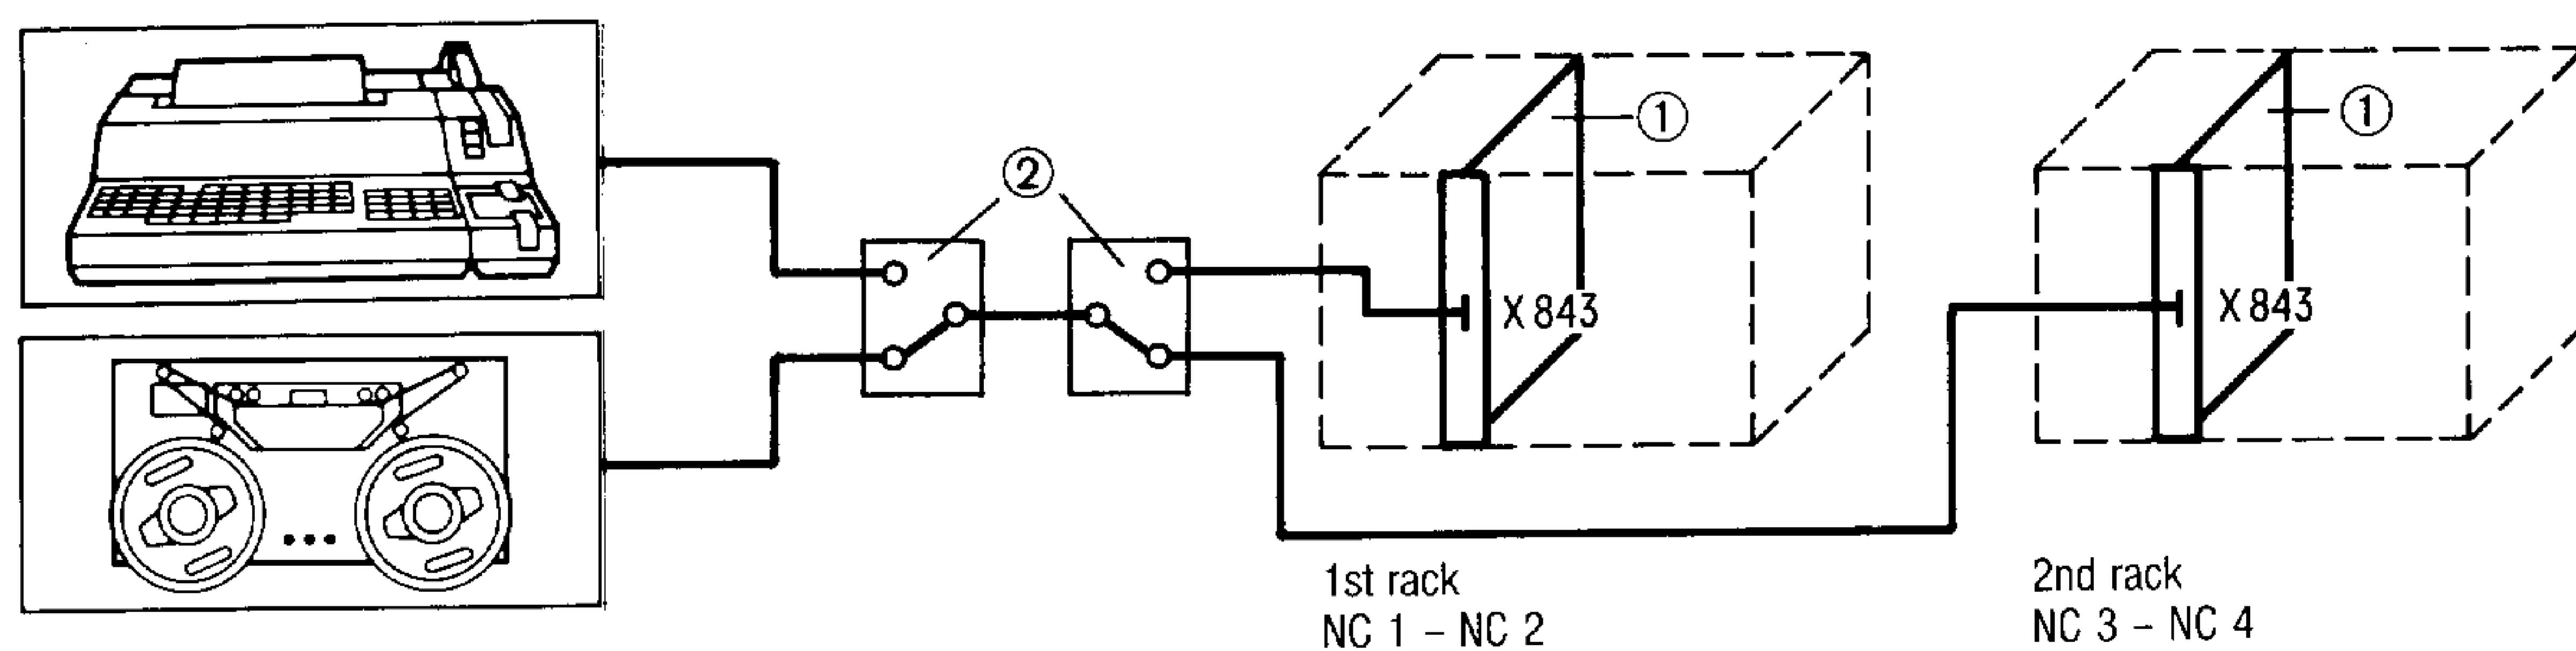 ①
①
②
X 843
X 843
1st rack
NC 1 – NC 2
2nd rack
NC 3 – NC 4